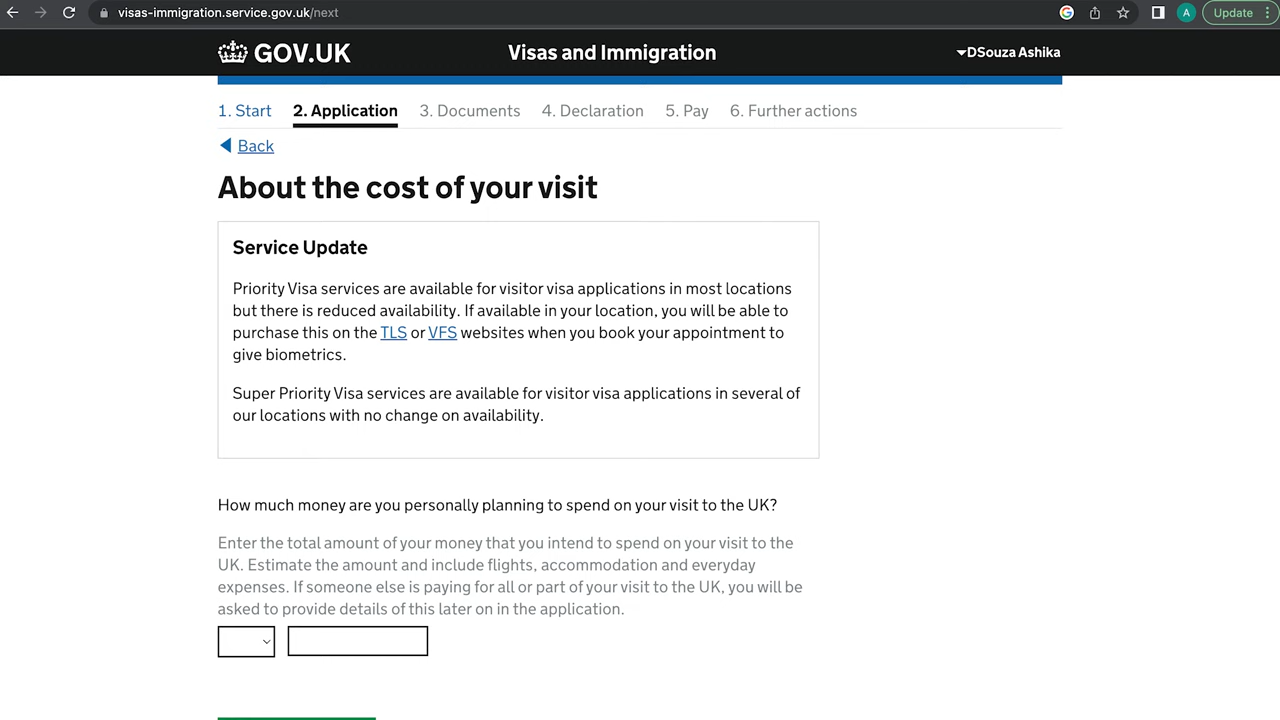 visas-immigration.service.gov.uk/next
A
Update
GOV.UK
Visas and Immigration
DSouza Ashika
1. Start 2. Application 3. Documents 4. Declaration 5. Pay 6. Further actions
Back
About the cost of your visit
Service Update
Priority Visa services are available for visitor visa applications in most locations
but there is reduced availability. If available in your location, you will be able to
purchase this on the TLS or VFS websites when you book your appointment to
give biometrics.
Super Priority Visa services are available for visitor visa applications in several of
our locations with no change on availability.
How much money are you personally planning to spend on your visit to the UK?
Enter the total amount of your money that you intend to spend on your visit to the
UK. Estimate the amount and include flights, accommodation and everyday
expenses. If someone else is paying for all or part of your visit to the UK, you will be
asked to provide details of this later on in the application.